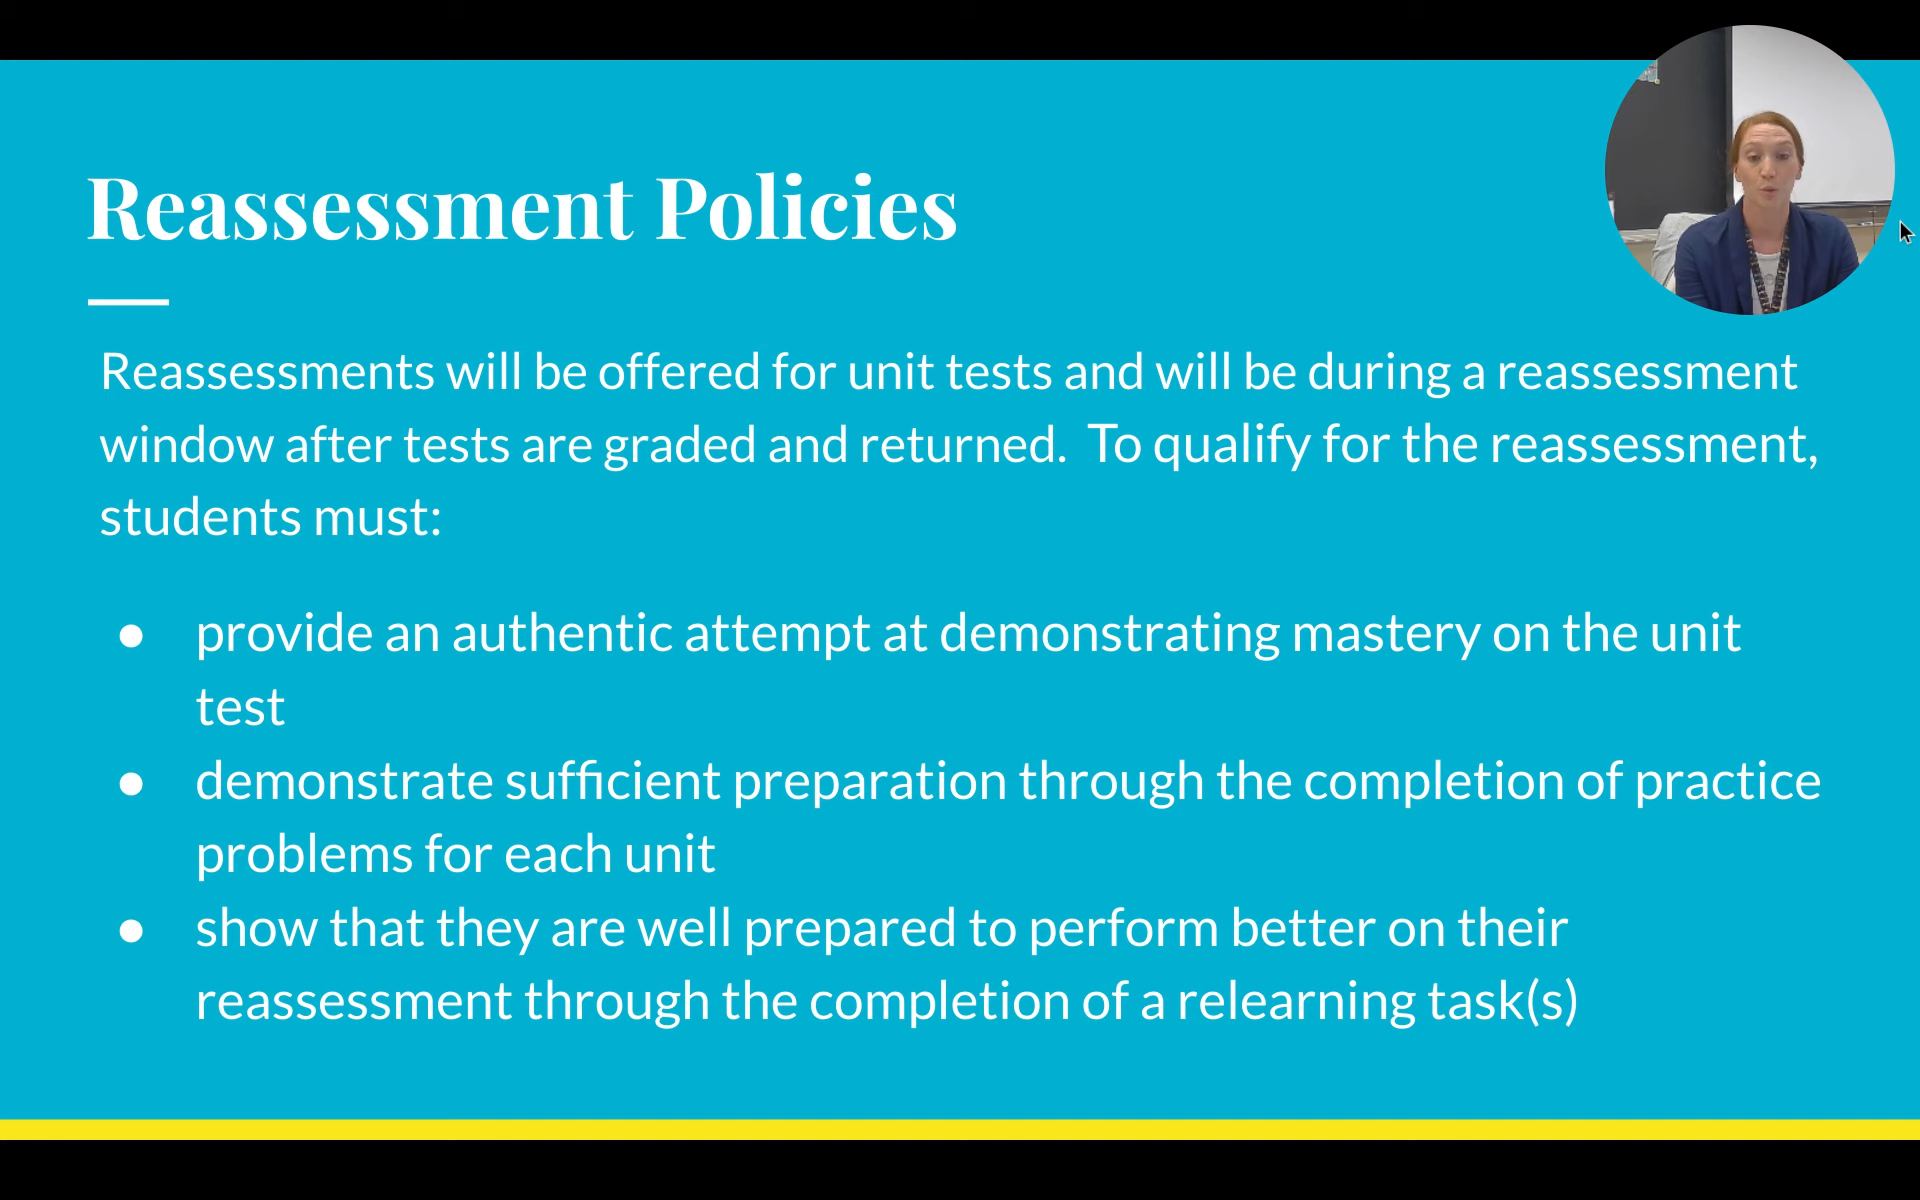 Reassessment Policies
Reassessments will be offered for unit tests and will be during a reassessment
window after tests are graded and returned.  To qualify for the reassessment,
students must:
● provide an authentic attempt at demonstrating mastery on the unit
test
● demonstrate sufficient preparation through the completion of practice
problems for each unit
● show that they are well prepared to perform better on their
reassessment through the completion of a relearning task(s)